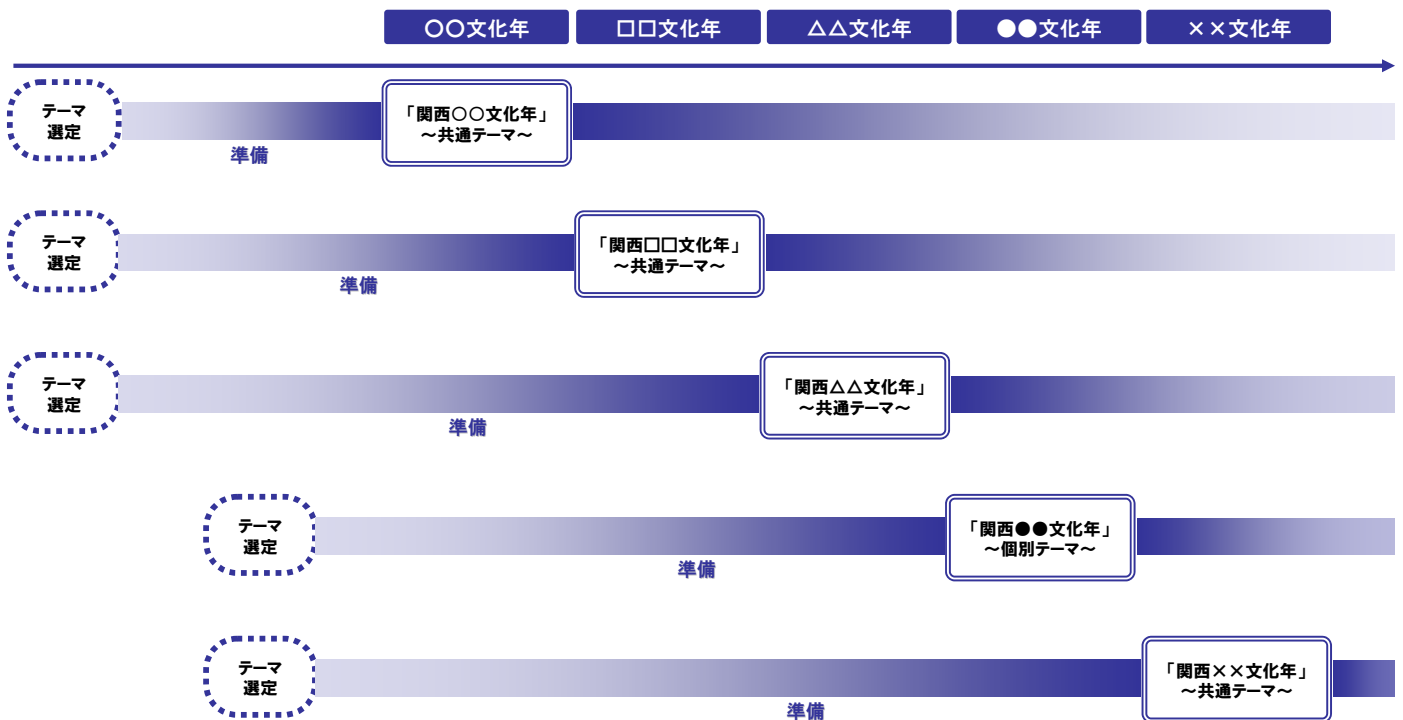 〇〇文化年
□□文化年
△△文化年
●●文化年
××文化年
テーマ
選定
「関西〇〇文化年」
～共通テーマ～
準備
テーマ
選定
「関西□□文化年」
～共通テーマ～
準備
テーマ
選定
「関西△△文化年」
～共通テーマ～
準備
テーマ
選定
「関西●●文化年」
～個別テーマ～
準備
テーマ
選定
「関西××文化年」
～共通テーマ～
準備